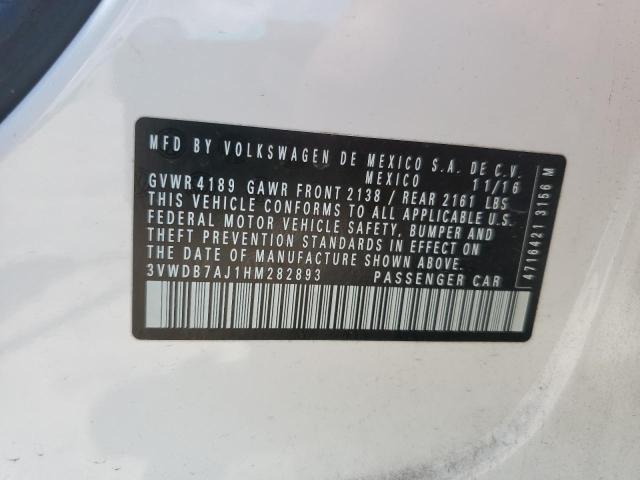 MFD BY VOLKSWAGEN DE MEXICO S.A. DE C.V.
MEXICO 11/16
GVWR 4189 GAWR FRONT 2138 / REAR 2161 LBS
THIS VEHICLE CONFORMS TO ALL APPLICABLE U.S.
FEDERAL MOTOR VEHICLE SAFETY, BUMPER AND
THEFT PREVENTION STANDARDS IN EFFECT ON
THE DATE OF MANUFACTURE SHOWN ABOVE.
3VWDB7AJ1HM282893 PASSENGER CAR
4716421 3156 M